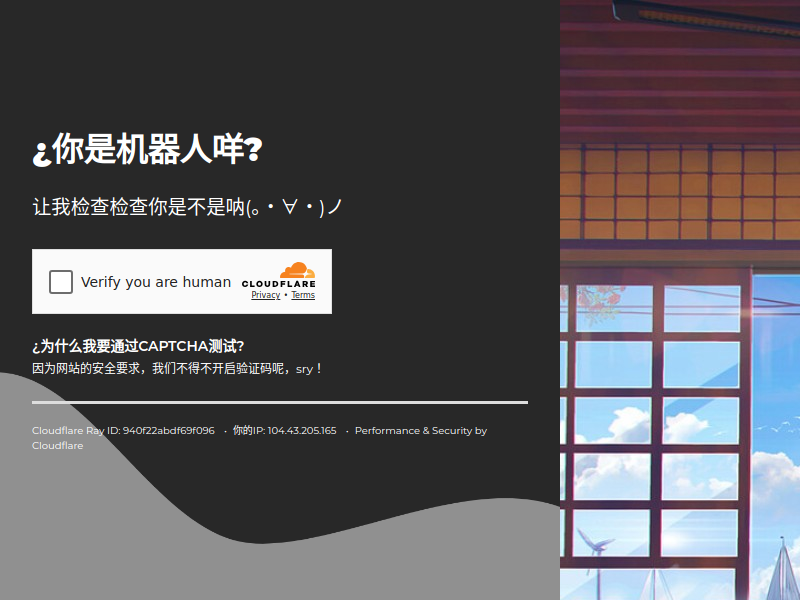 ¿你是机器人咩?
让我检查检查你是不是呐(。・∀・)ノ
Verify you are human
CLOUDFLARE
Privacy • Terms
¿为什么我要通过CAPTCHA测试?
因为网站的安全要求，我们不得不开启验证码呢，sry！
Cloudflare Ray ID: 940f22abdf69f096 • 你的IP: 104.43.205.165 • Performance & Security by
Cloudflare